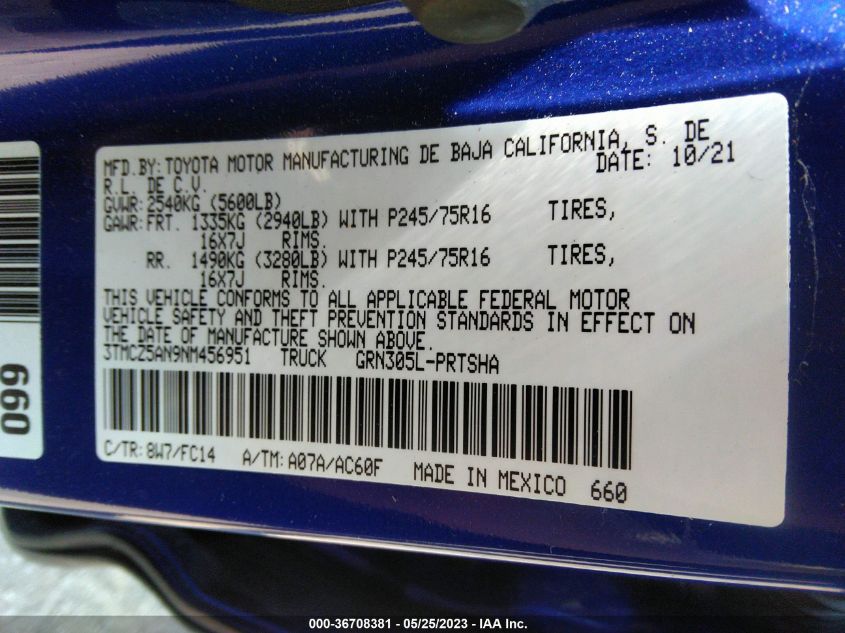 MFD.BY: TOYOTA MOTOR MANUFACTURING DE BAJA CALIFORNIA, S. DE
R.L. DE C.V. DATE: 10/21
GVWR: 2540KG (5600LB)
GAWR: FRT. 1335KG (2940LB) WITH P245/75R16 TIRES,
16X7J RIMS.
RR. 1490KG (3280LB) WITH P245/75R16 TIRES,
16X7J RIMS.
THIS VEHICLE CONFORMS TO ALL APPLICABLE FEDERAL MOTOR
VEHICLE SAFETY AND THEFT PREVENTION STANDARDS IN EFFECT ON
THE DATE OF MANUFACTURE SHOWN ABOVE.
3TMCZ5AN9NM456951 TRUCK GRN305L-PRTSHA
C/TR: 8W7/FC14 A/TM: A07A/AC60F MADE IN MEXICO 660
660
000-36708381 - 05/25/2023 - IAA Inc.